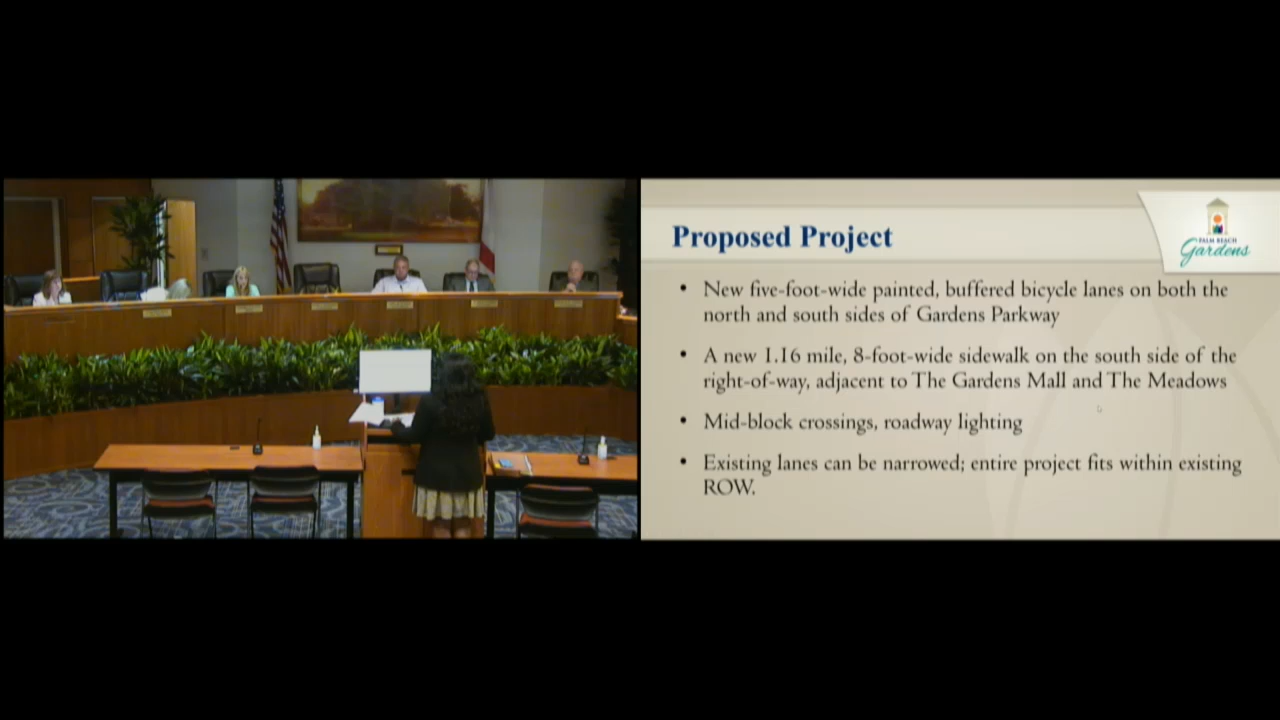 Proposed Project
PALM BEACH
Gardens
• New five-foot-wide painted, buffered bicycle lanes on both the
north and south sides of Gardens Parkway
• A new 1.16 mile, 8-foot-wide sidewalk on the south side of the
right-of-way, adjacent to The Gardens Mall and The Meadows
• Mid-block crossings, roadway lighting
• Existing lanes can be narrowed; entire project fits within existing
ROW.